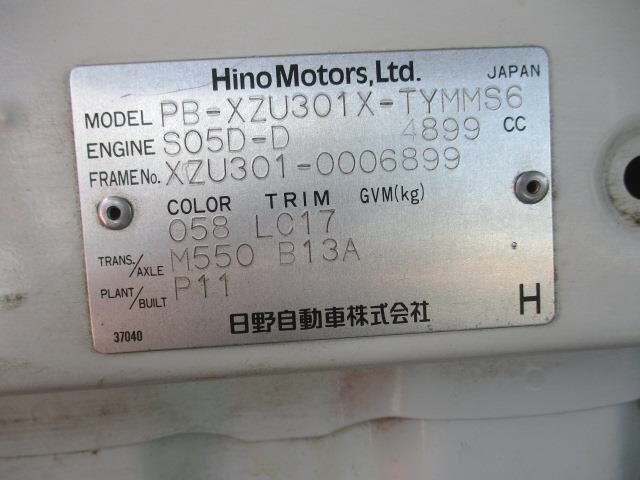 Hino Motors, Ltd. JAPAN
MODEL PB-XZU301X-TYMMS6
ENGINE S05D-D 4899 CC
FRAME No. XZU301-0006899
COLOR TRIM GVM(kg)
058 LC17
TRANS./AXLE M550 B13A
PLANT/BUILT P11
37040 日野自動車株式会社 H